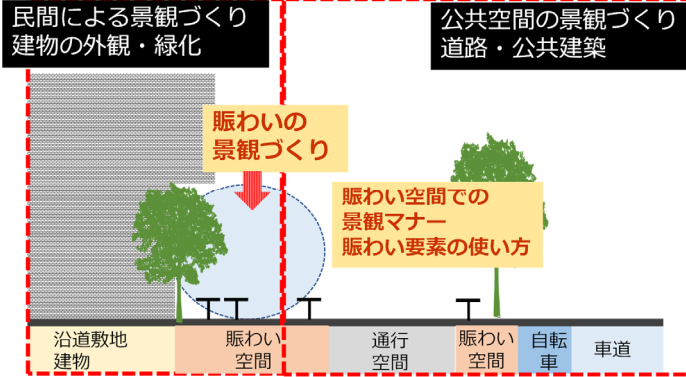 民間による景観づくり
建物の外観・緑化
公共空間の景観づくり
道路・公共建築
賑わいの
景観づくり
賑わい空間での
景観マナー
賑わい要素の使い方
沿道敷地
建物
賑わい
空間
通行
空間
賑わい
空間
自転
車
車道